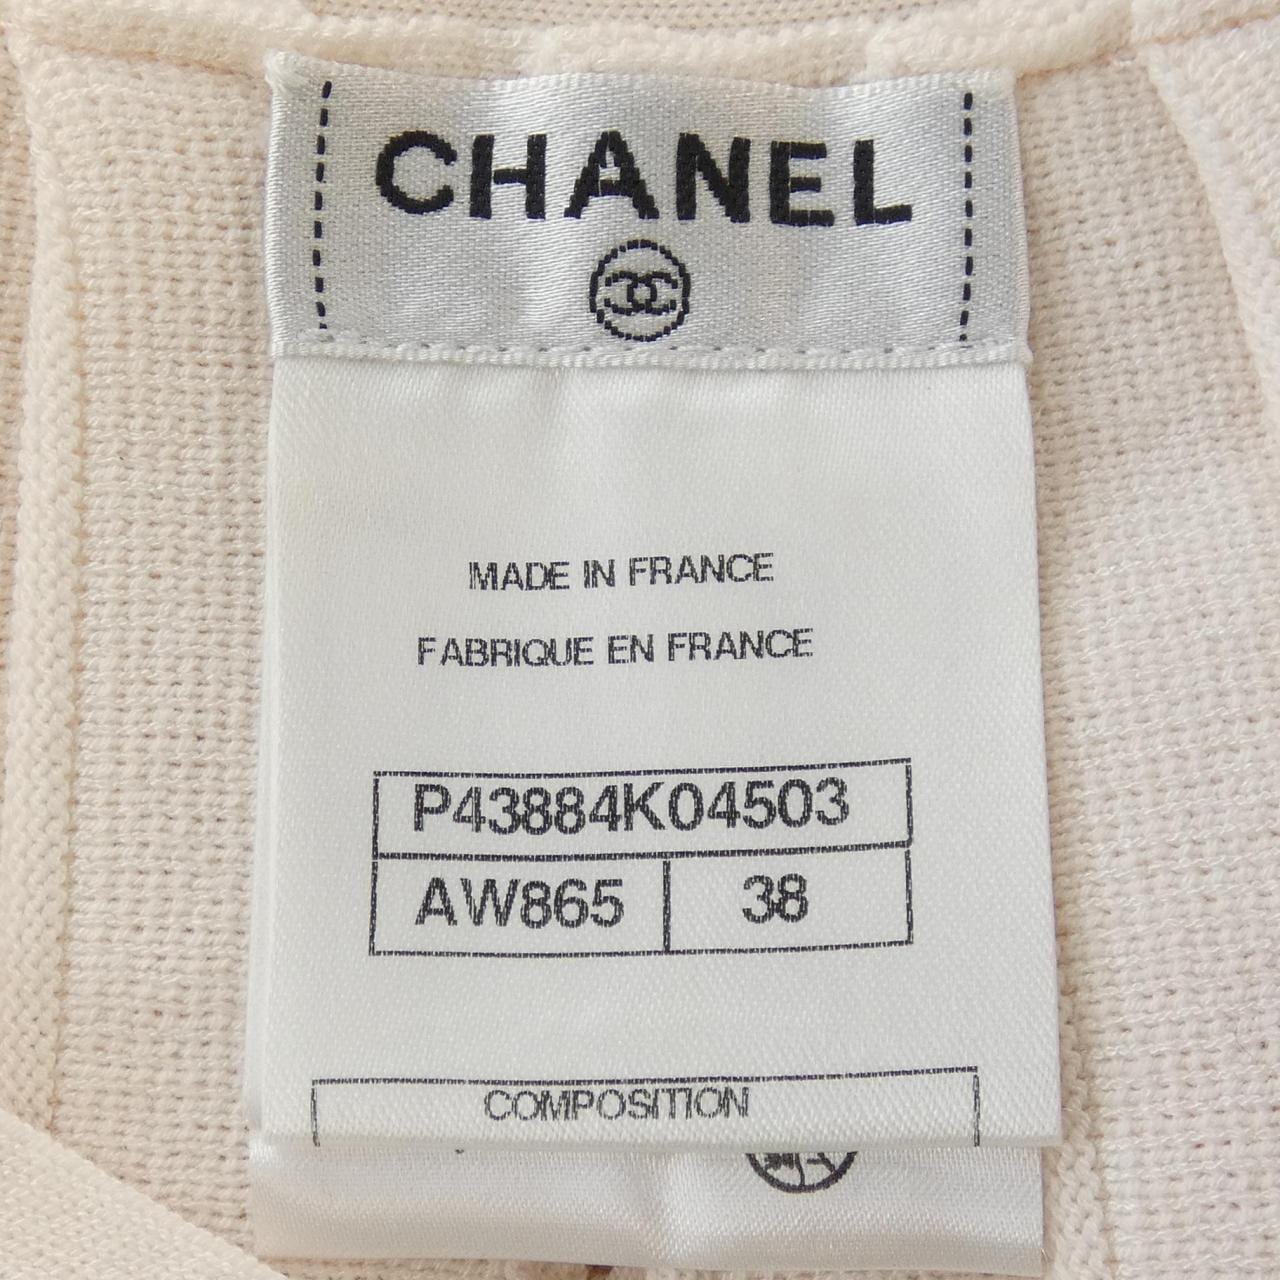 CHANEL
MADE IN FRANCE
FABRIQUE EN FRANCE
P43884K04503
AW865 38
COMPOSITION